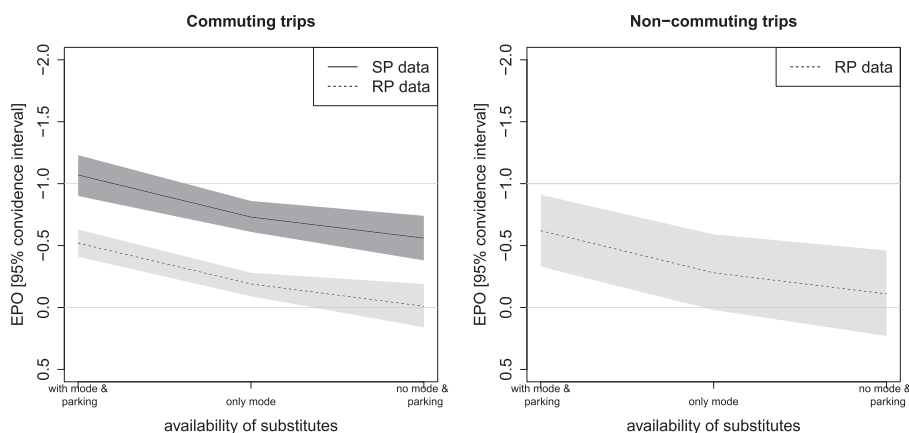 Commuting trips
SP data
RP data
EPO [95% convidence interval]
−2.0
−1.5
−1.0
−0.5
0.0
0.5
with mode &
parking
only mode
no mode &
parking
availability of substitutes
Non−commuting trips
RP data
EPO [95% convidence interval]
−2.0
−1.5
−1.0
−0.5
0.0
0.5
with mode &
parking
only mode
no mode &
parking
availability of substitutes